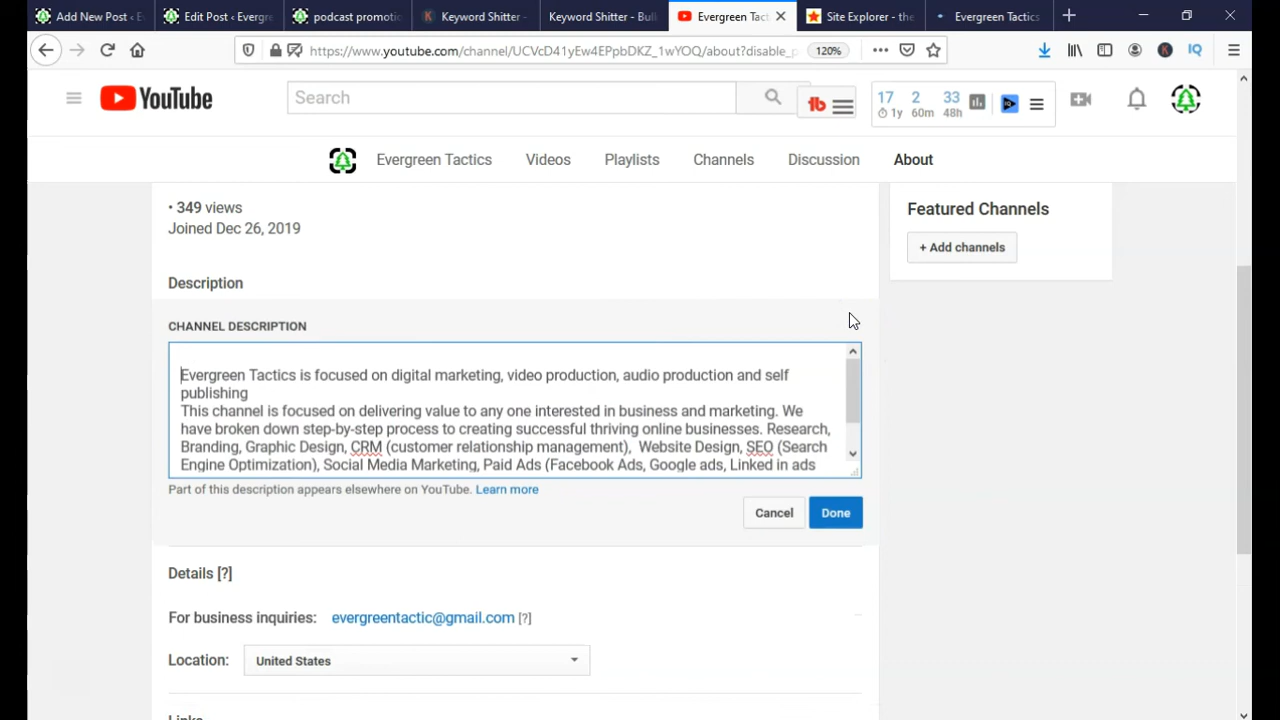 Add New Post ‹ Ev
Edit Post ‹ Evergre
podcast promotio
Keyword Shitter -
Keyword Shitter - Bul
Evergreen Tact
Site Explorer - the
Evergreen Tactics
https://www.youtube.com/channel/UCVcD41yEw4EPpbDKZ_1wYOQ/about?disable_p
120%
IQ
YouTube
Search
17 2 33
1y 60m 48h
Evergreen Tactics
Videos
Playlists
Channels
Discussion
About
• 349 views
Joined Dec 26, 2019
Featured Channels
+ Add channels
Description
CHANNEL DESCRIPTION
Evergreen Tactics is focused on digital marketing, video production, audio production and self
publishing
This channel is focused on delivering value to any one interested in business and marketing. We
have broken down step-by-step process to creating successful thriving online businesses. Research,
Branding, Graphic Design, CRM (customer relationship management),  Website Design, SEO (Search
Engine Optimization), Social Media Marketing, Paid Ads (Facebook Ads, Google ads, Linked in ads
Part of this description appears elsewhere on YouTube. Learn more
Cancel
Done
Details [?]
For business inquiries: evergreentactic@gmail.com [?]
Location: United States
Links